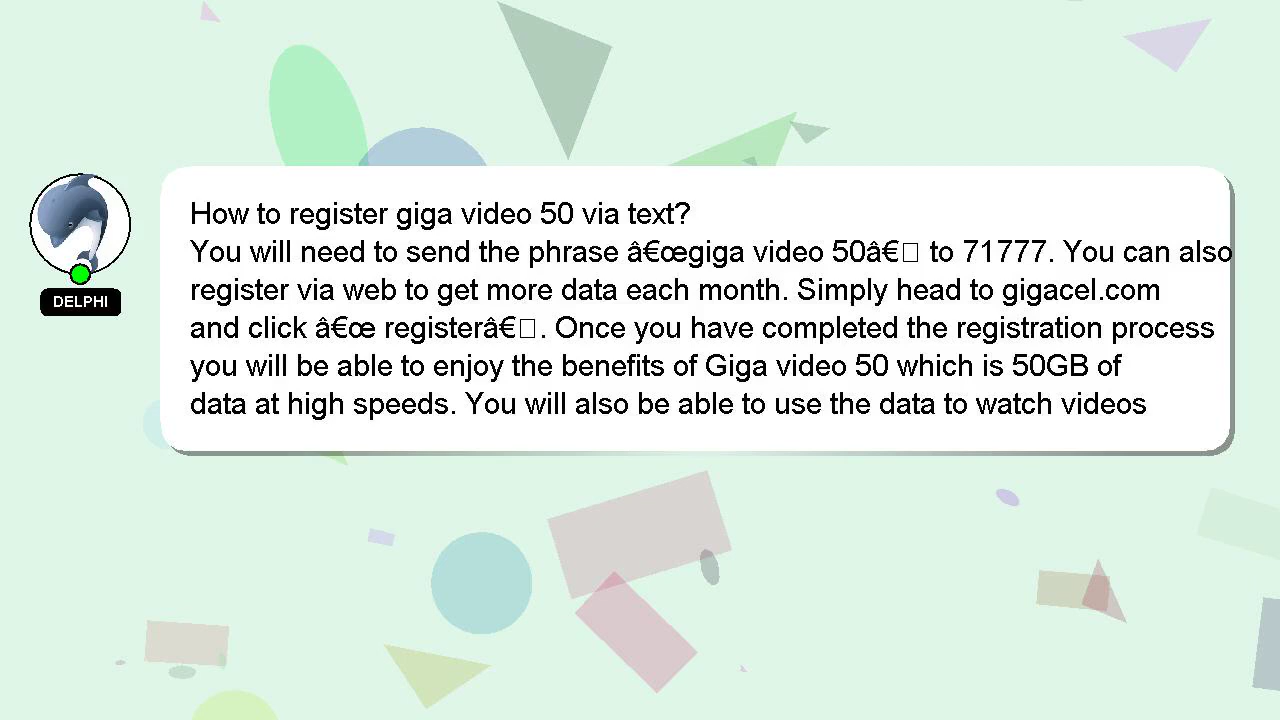 How to register giga video 50 via text?
You will need to send the phrase â€œgiga video 50â€□ to 71777. You can also
register via web to get more data each month. Simply head to gigacel.com
and click â€œ registerâ€□. Once you have completed the registration process
you will be able to enjoy the benefits of Giga video 50 which is 50GB of
data at high speeds. You will also be able to use the data to watch videos
DELPHI